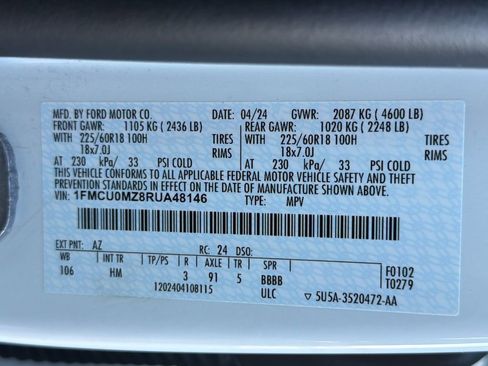 MFD. BY FORD MOTOR CO. 04/24 GVWR: 2087 KG ( 4600 LB)
FRONT GAWR: 1105 KG ( 2436 LB) REAR GAWR: 1020 KG ( 2248 LB)
WITH 225/60R18 100H TIRES WITH 225/60R18 100H TIRES
18x7.0J RIMS 18x7.0J RIMS
AT 230 kPa/ 33 PSI COLD AT 230 kPa/ 33 PSI COLD
THIS VEHICLE CONFORMS TO ALL APPLICABLE FEDERAL MOTOR VEHICLE SAFETY AND THEFT
PREVENTION STANDARDS IN EFFECT ON THE DATE OF MANUFACTURE SHOWN ABOVE.
VIN: 1FMCU0MZ8RUA48146 TYPE: MPV
EXT PNT: AZ RC: 24 DSO: F0102
WB INT TR TP/PS R AXLE TR SPR T0279
106 HM 3 91 5 BBBB
1202404108115 ULC ▽ 5U5A-3520472-AA